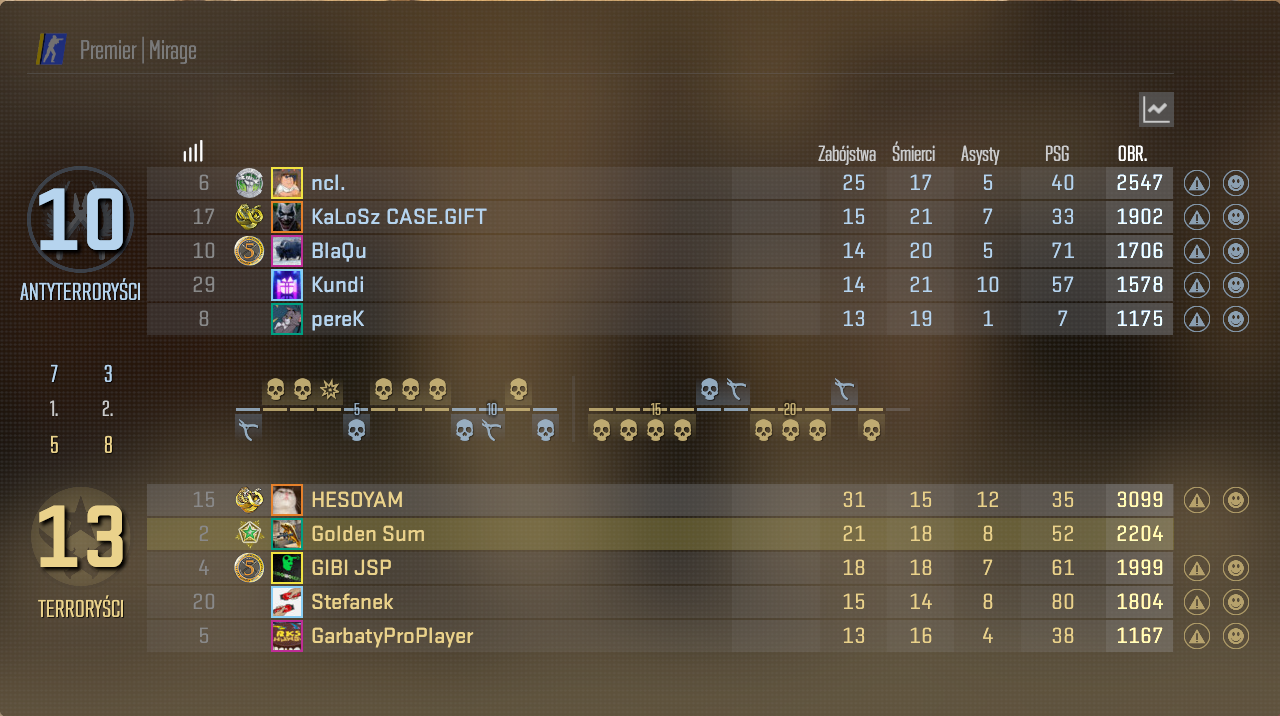 Premier | Mirage
Zabójstwa Śmierci Asysty PSG OBR.
10
ANTYTERRORYŚCI
6 ncl. 25 17 5 40 2547
17 KaLoSz CASE.GIFT 15 21 7 33 1902
10 5 BlaQu 14 20 5 71 1706
29 Kundi 14 21 10 57 1578
8 pereK 13 19 1 7 1175
7 3
1. 2.
5 8
5 10 15 20
13
TERRORYŚCI
15 HESOYAM 31 15 12 35 3099
2 Golden Sum 21 18 8 52 2204
4 5 GIBI JSP 18 18 7 61 1999
20 Stefanek 15 14 8 80 1804
5 GarbatyProPlayer 13 16 4 38 1167